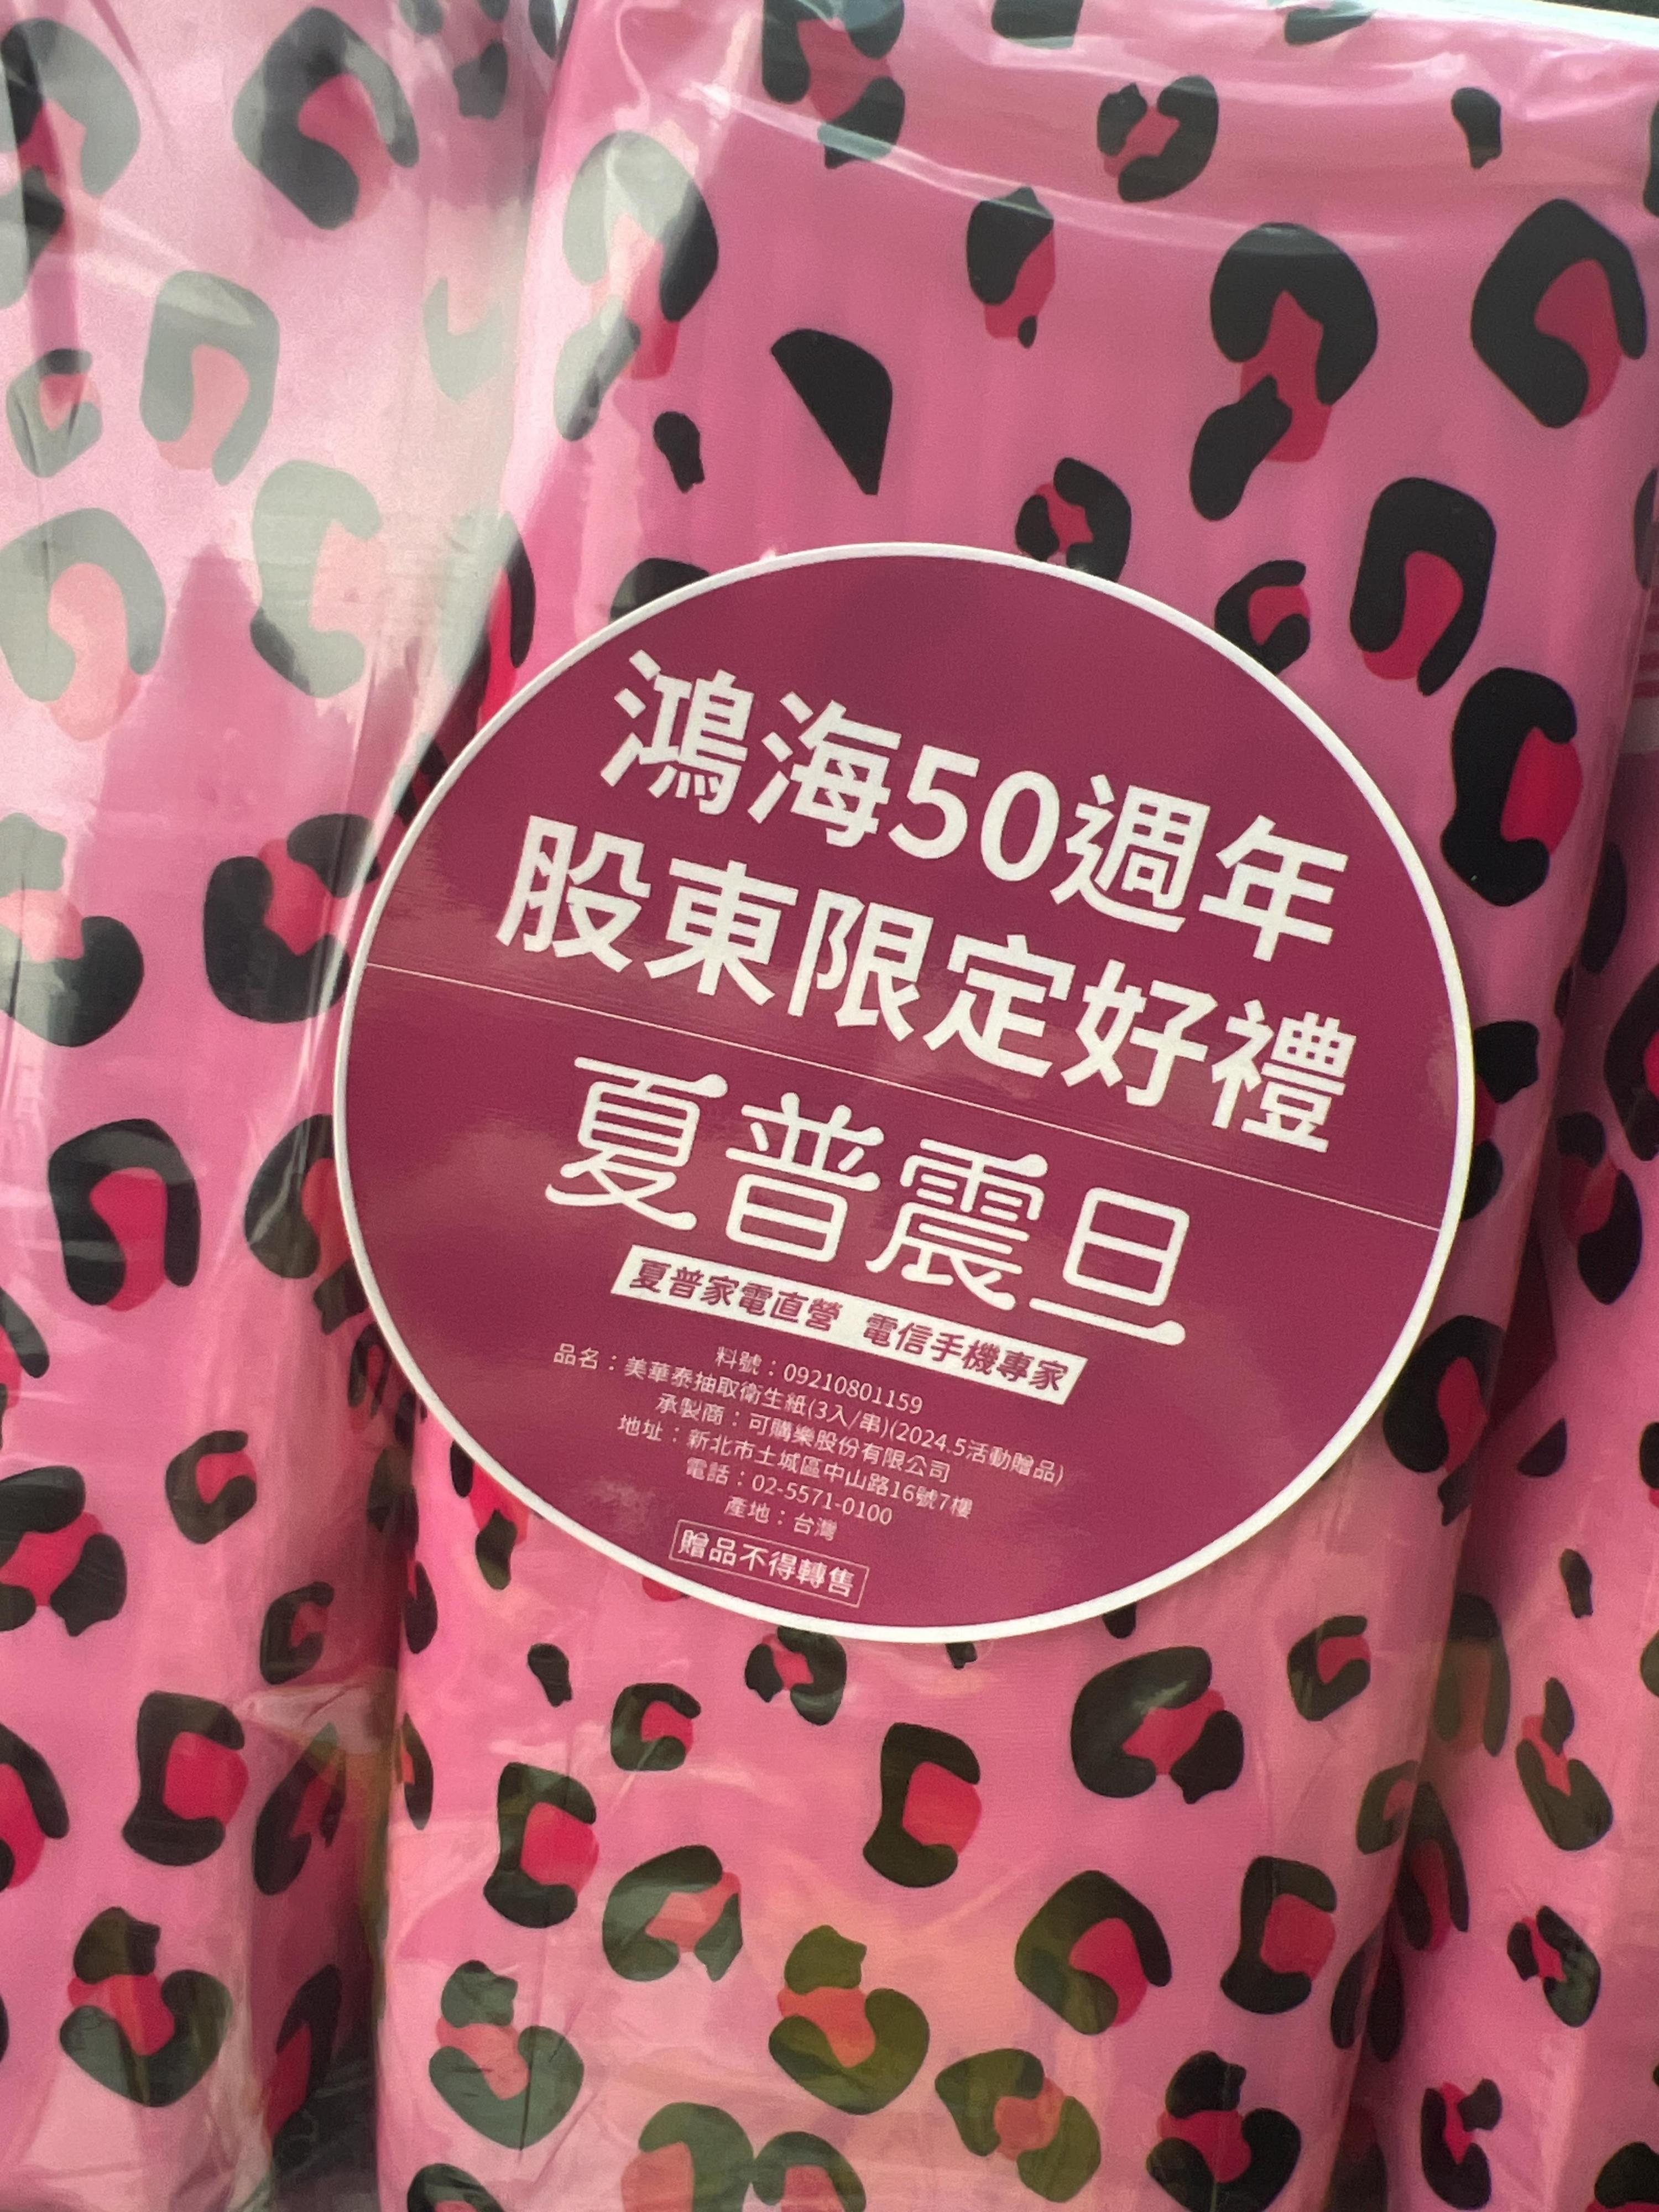 鴻海50週年
股東限定好禮
夏普震旦
夏普家電直營 電信手機專家
料號：09210801159
品名：美華泰抽取衛生紙(3入/串)(2024.5活動贈品)
承製商：可購樂股份有限公司
地址：新北市土城區中山路16號7樓
電話：02-5571-0100
產地：台灣
贈品不得轉售